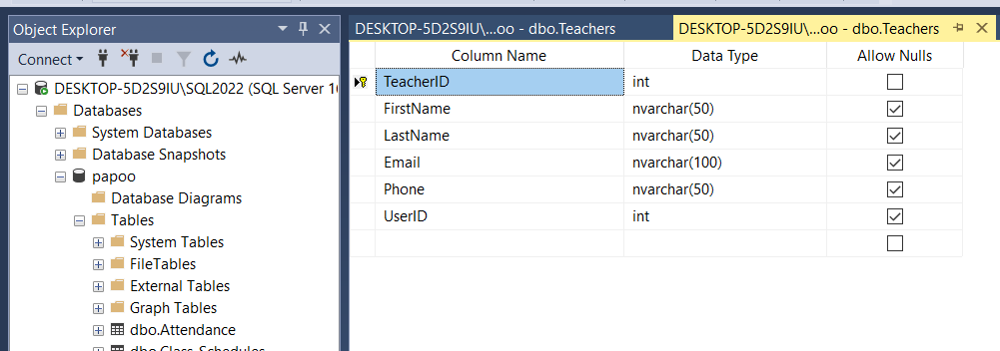 Object Explorer
Connect
DESKTOP-5D2S9IU\SQL2022 (SQL Server 1
Databases
System Databases
Database Snapshots
papoo
Database Diagrams
Tables
System Tables
FileTables
External Tables
Graph Tables
dbo.Attendance
dbo.Class_Schedules
DESKTOP-5D2S9IU\...oo - dbo.Teachers
DESKTOP-5D2S9IU\...oo - dbo.Teachers
Column Name Data Type Allow Nulls
TeacherID int
FirstName nvarchar(50)
LastName nvarchar(50)
Email nvarchar(100)
Phone nvarchar(50)
UserID int